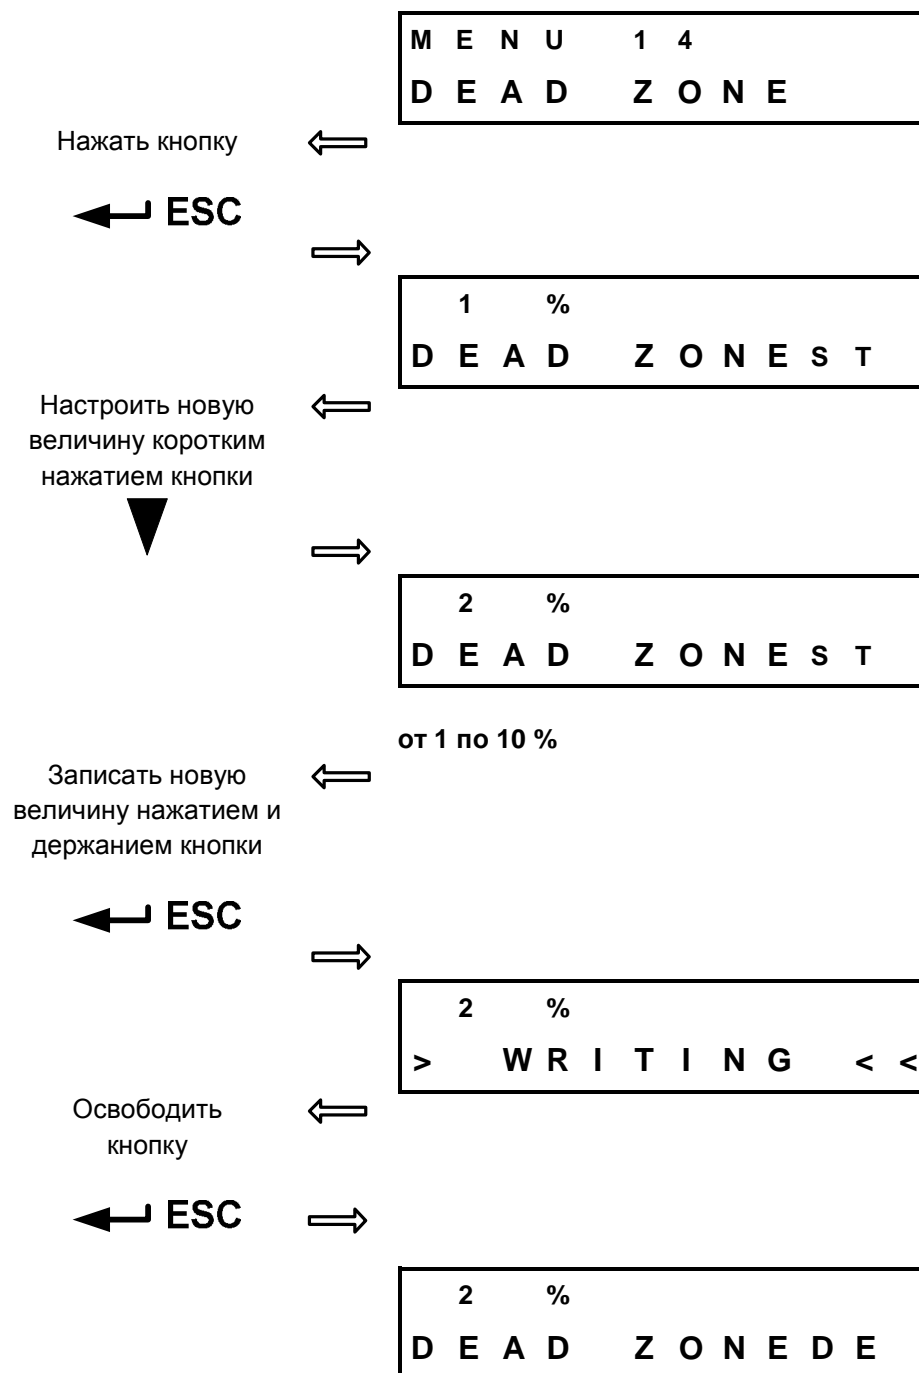 MENU 14
DEAD ZONE
Нажать кнопку
ESC
1 %
DEAD ZONEST
Настроить новую
величину коротким
нажатием кнопки
2 %
DEAD ZONEST
от 1 по 10 %
Записать новую
величину нажатием и
держанием кнопки
ESC
2 %
> WRITING < <
Освободить
кнопку
ESC
2 %
DEAD ZONEDE